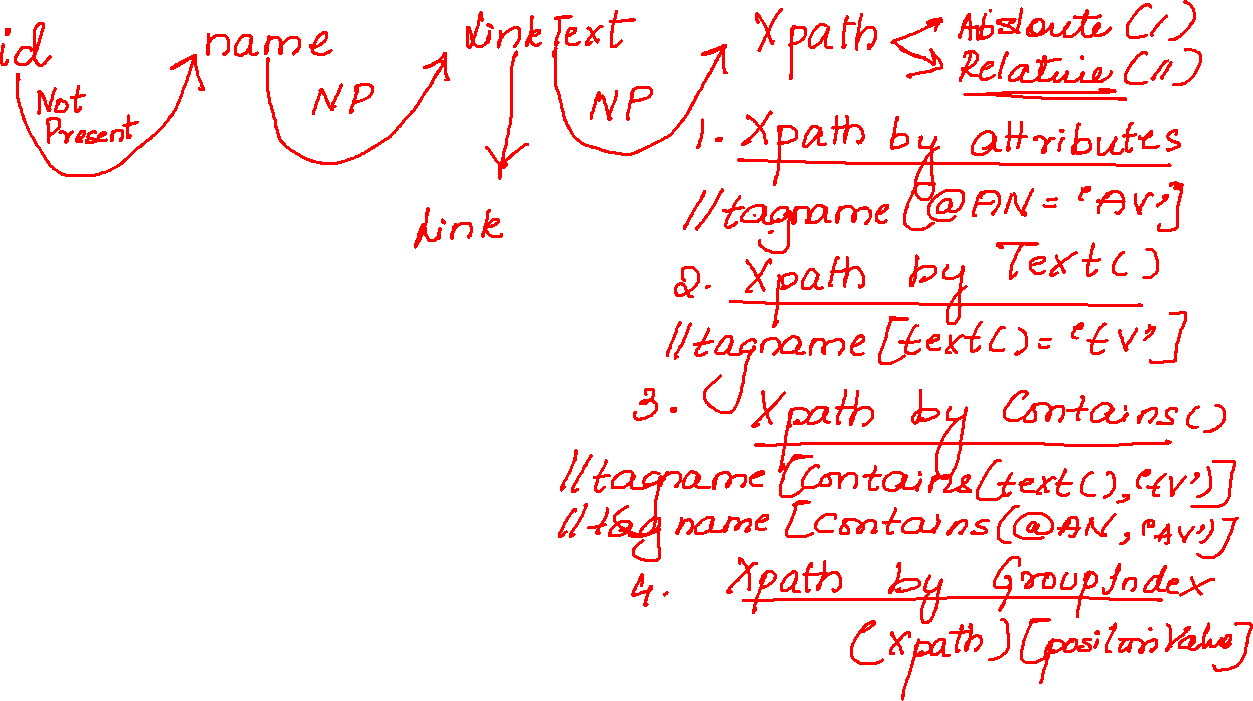 id name LinkText Xpath Absloute (/)
Relative (//)
Not Present NP NP
Link
1. Xpath by attributes
//tagname[@AN='AV']
2. Xpath by Text()
//tagname[text()='tV']
3. Xpath by Contains()
//tagname[contains(text(),'tV')]
//tagname[contains(@AN,'AV')]
4. Xpath by GroupIndex
(xpath)[positionValue]